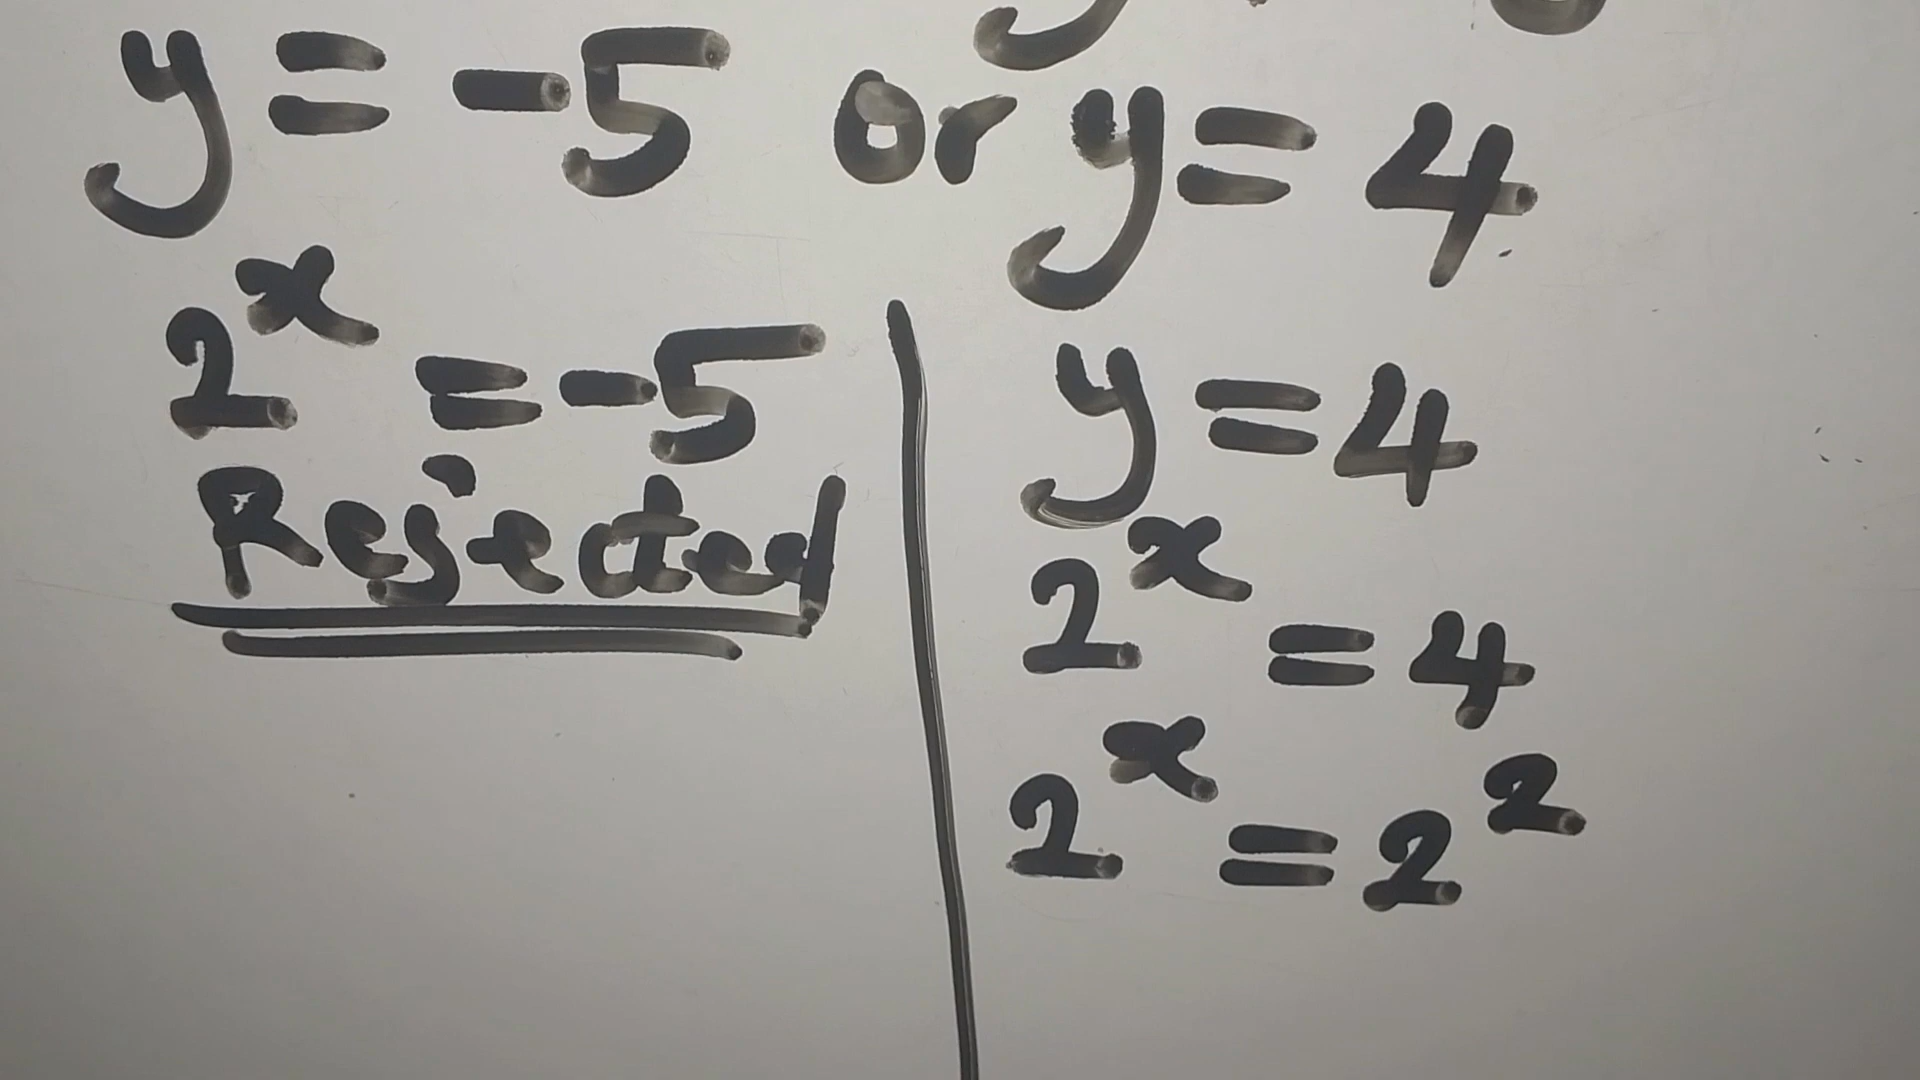 y = -5 or y = 4
2^x = -5
Rejected
y = 4
2^x = 4
2^x = 2^2